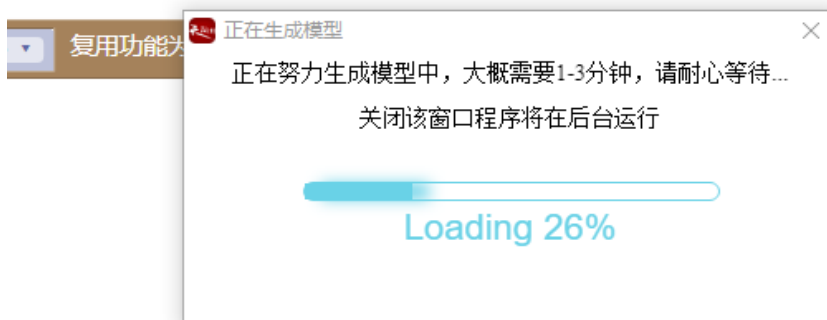 正在生成模型
复用功能为
正在努力生成模型中，大概需要1-3分钟，请耐心等待...
关闭该窗口程序将在后台运行
Loading 26%